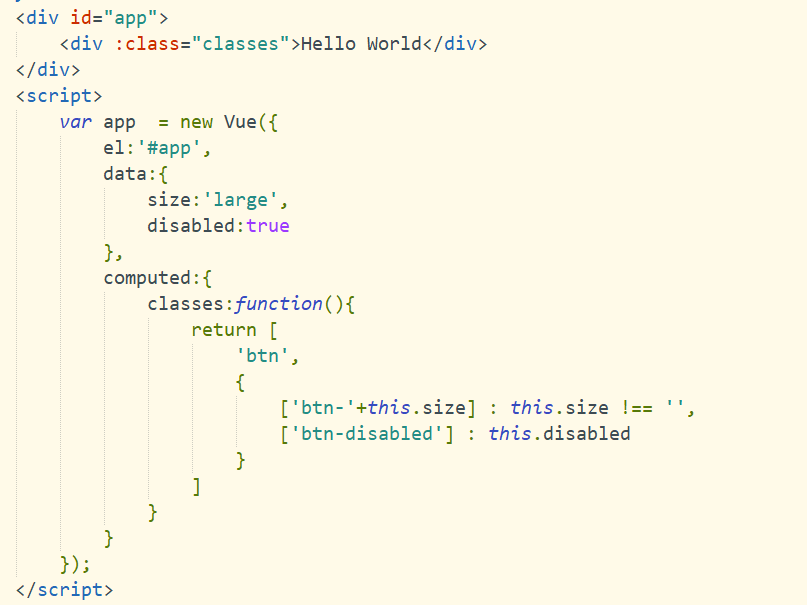 <div id="app">
    <div :class="classes">Hello World</div>
</div>
<script>
    var app  = new Vue({
        el:'#app',
        data:{
            size:'large',
            disabled:true
        },
        computed:{
            classes:function(){
                return [
                    'btn',
                    {
                        ['btn-'+this.size] : this.size !== '',
                        ['btn-disabled'] : this.disabled
                    }
                ]
            }
        }
    });
</script>